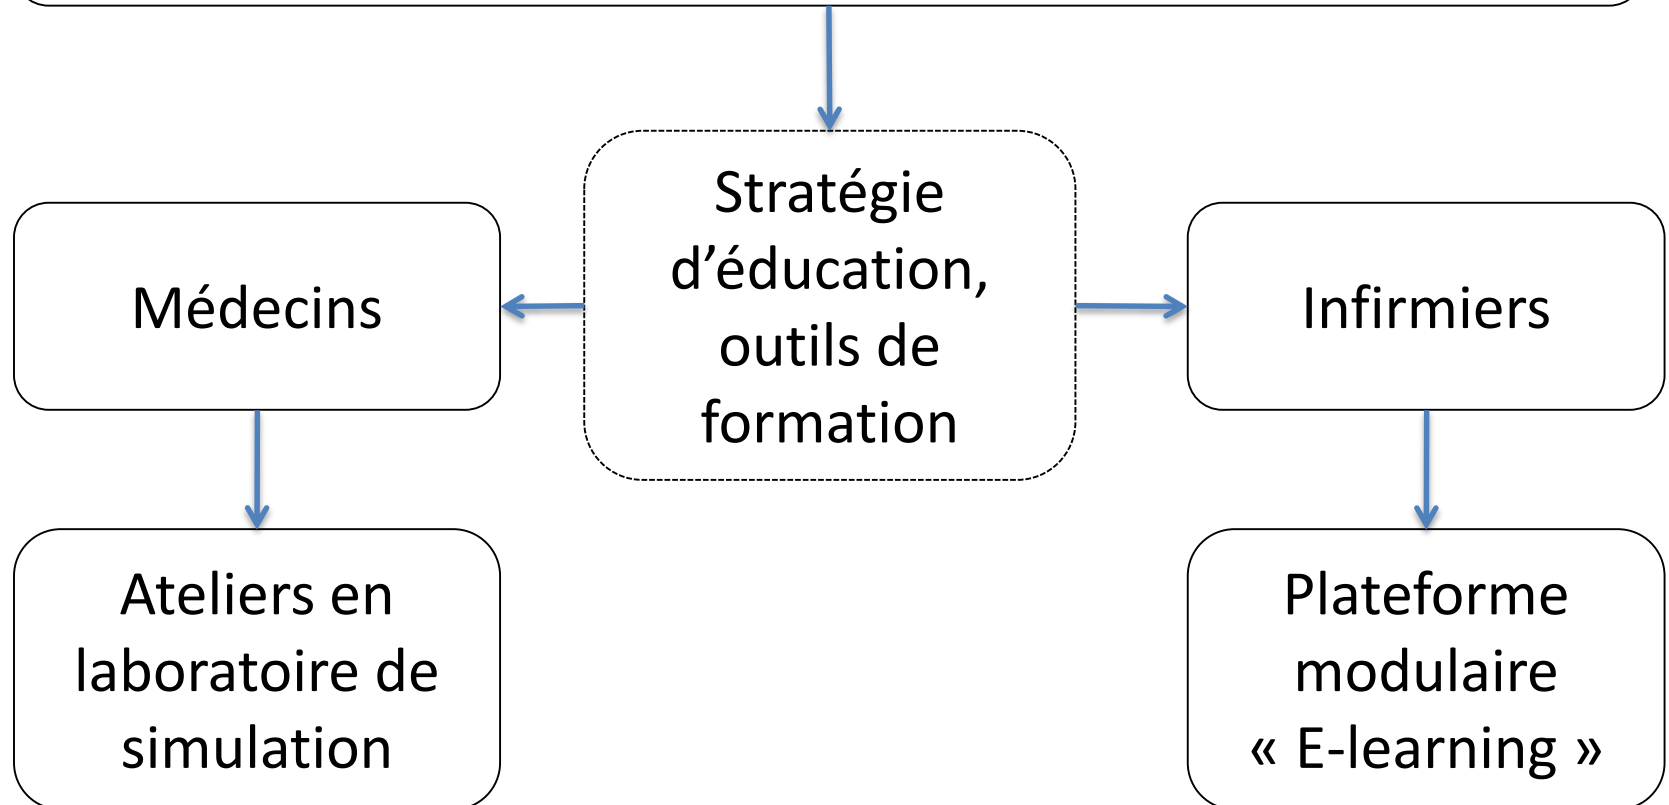 Stratégie
d’éducation,
outils de
formation
Médecins
Infirmiers
Ateliers en
laboratoire de
simulation
Plateforme
modulaire
« E-learning »